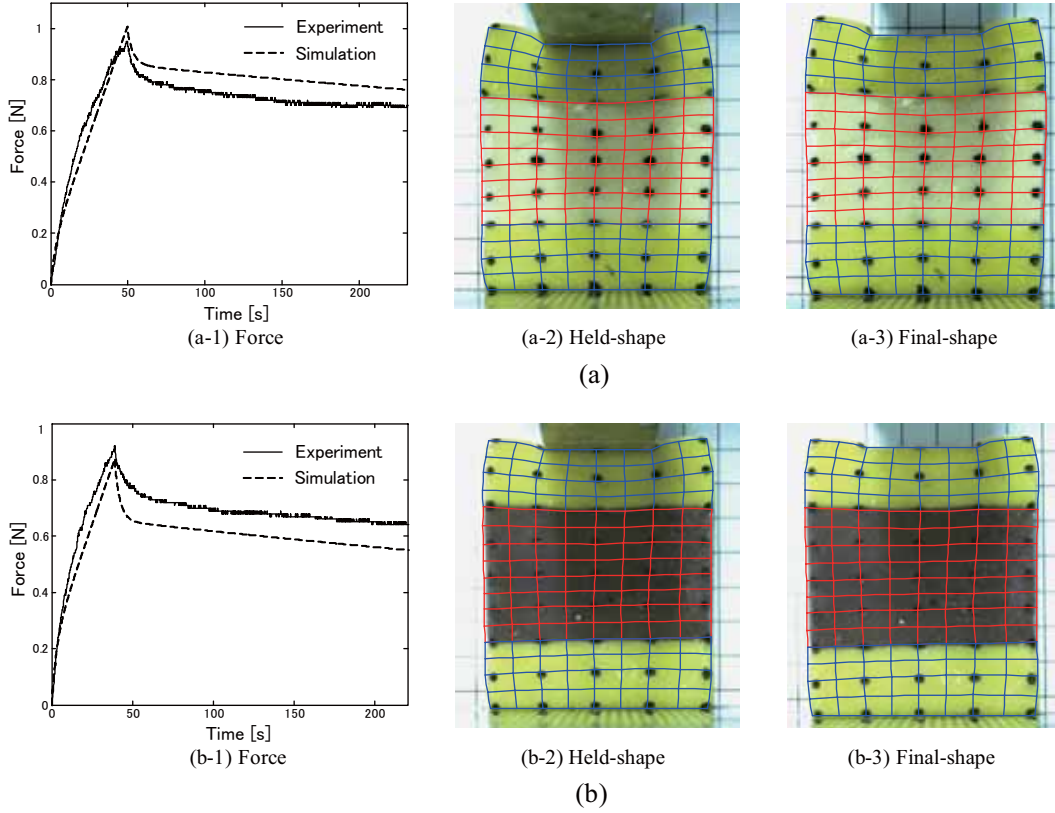 1
0.8
0.6
0.4
0.2
0
Force [N]
Experiment
Simulation
0 50 100 150 200
Time [s]
(a-1) Force
(a-2) Held-shape
(a-3) Final-shape
(a)
1
0.8
0.6
0.4
0.2
0
Force [N]
Experiment
Simulation
0 50 100 150 200
Time [s]
(b-1) Force
(b-2) Held-shape
(b-3) Final-shape
(b)